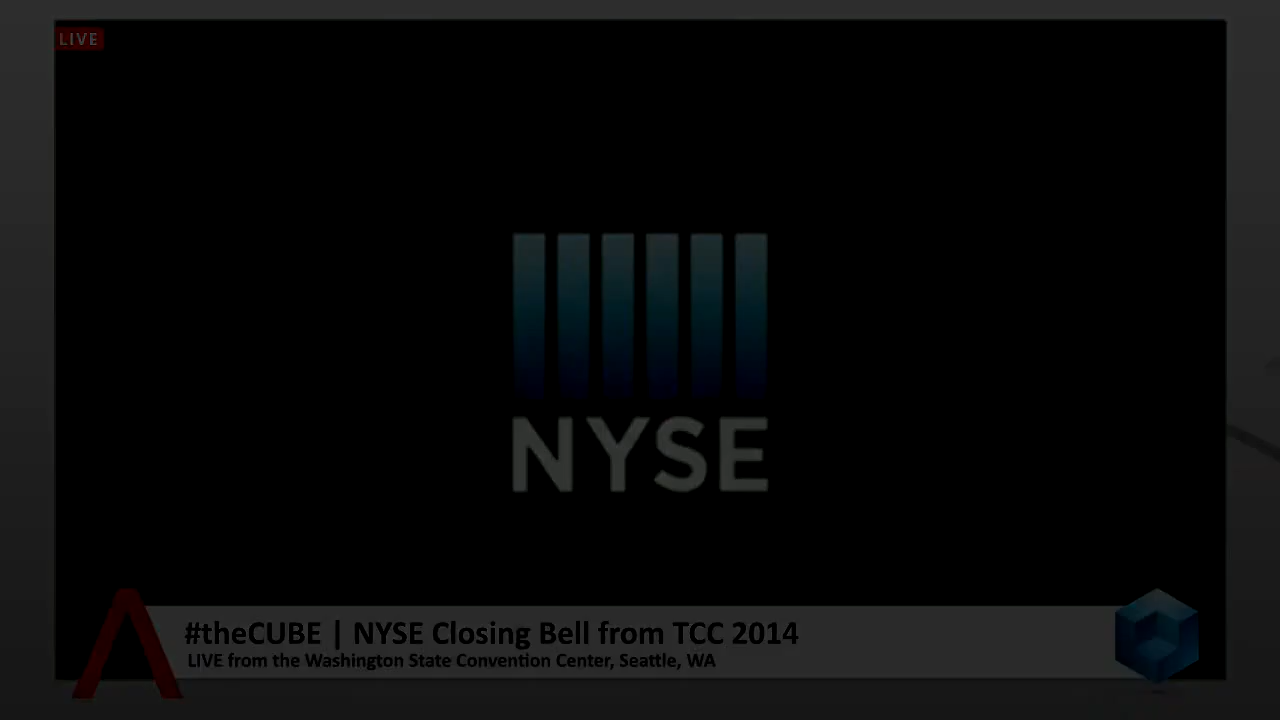 LIVE
NYSE
#theCUBE | NYSE Closing Bell from TCC 2014
LIVE from the Washington State Convention Center, Seattle, WA